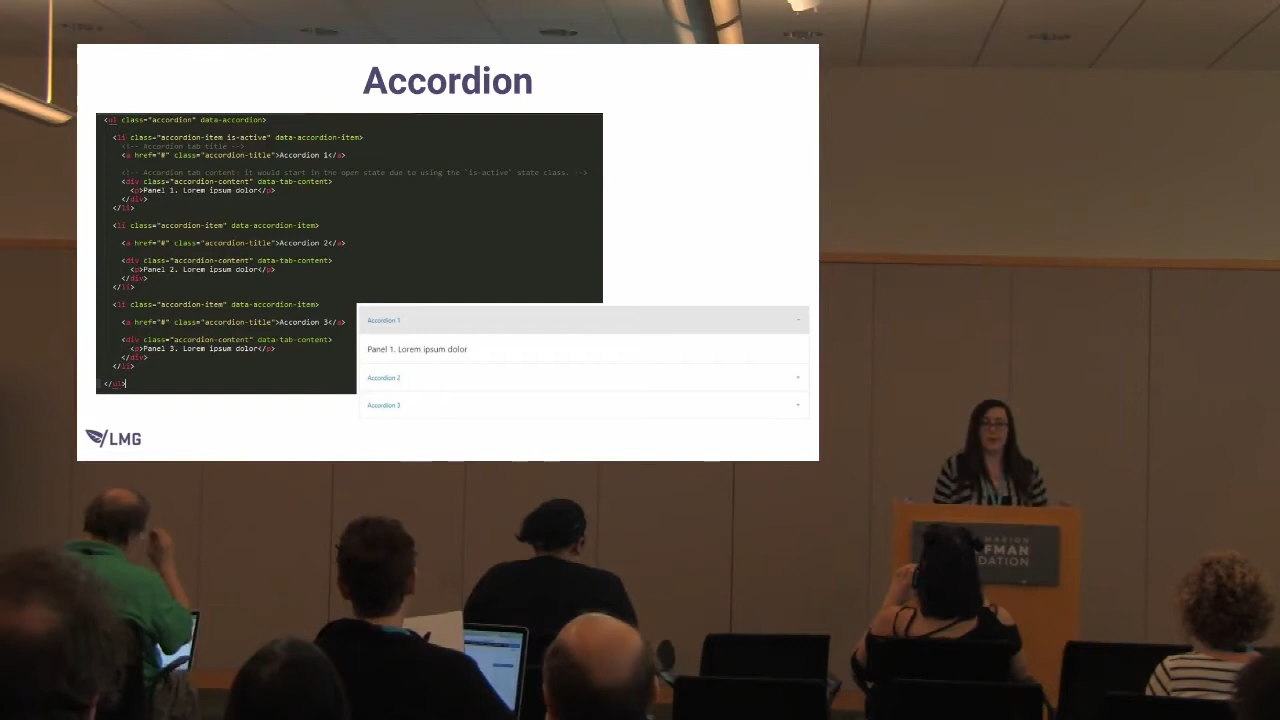 Accordion
<ul class="accordion" data-accordion>
<li class="accordion-item is-active" data-accordion-item>
<!-- Accordion tab title -->
<a href="#" class="accordion-title">Accordion 1</a>
<!-- Accordion tab content: it would start in the open state due to using the `is-active` state class. -->
<div class="accordion-content" data-tab-content>
<p>Panel 1. Lorem ipsum dolor</p>
</div>
</li>
<li class="accordion-item" data-accordion-item>
<a href="#" class="accordion-title">Accordion 2</a>
<div class="accordion-content" data-tab-content>
<p>Panel 2. Lorem ipsum dolor</p>
</div>
</li>
<li class="accordion-item" data-accordion-item>
<a href="#" class="accordion-title">Accordion 3</a>
<div class="accordion-content" data-tab-content>
<p>Panel 3. Lorem ipsum dolor</p>
</div>
</li>
</ul>
Accordion 1
Panel 1. Lorem ipsum dolor
Accordion 2
Accordion 3
LMG
MARION
FMAN
DATION